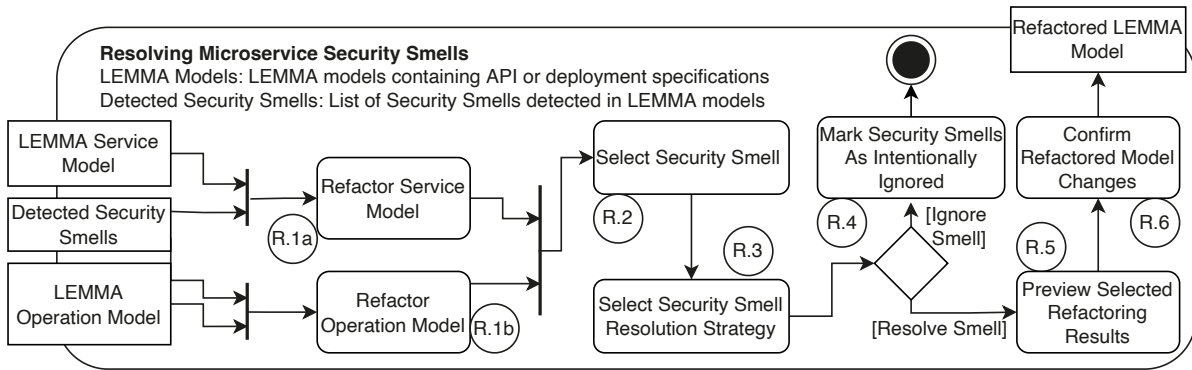 Resolving Microservice Security Smells
LEMMA Models: LEMMA models containing API or deployment specifications
Detected Security Smells: List of Security Smells detected in LEMMA models
Refactored LEMMA
Model
LEMMA Service
Model
Detected Security
Smells
LEMMA
Operation Model
R.1a
Refactor Service
Model
Refactor
Operation Model
R.1b
Select Security Smell
R.2
R.3
Select Security Smell
Resolution Strategy
Mark Security Smells
As Intentionally
Ignored
R.4
[Ignore
Smell]
[Resolve Smell]
Confirm
Refactored Model
Changes
R.6
R.5
Preview Selected
Refactoring
Results